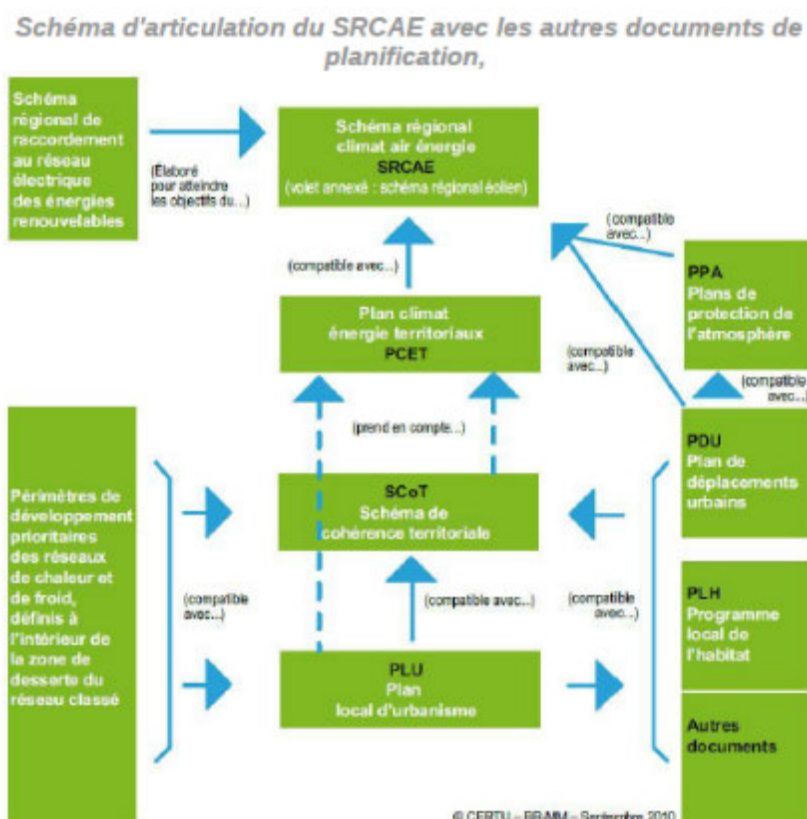 Schéma d'articulation du SRCAE avec les autres documents de
planification,
Schéma
régional de
raccordement
au réseau
électrique
des énergies
renouvelables
(Élaboré
pour atteindre
les objectifs du...)
Schéma régional
climat air énergie
SRCAE
(volet annexé : schéma régional éolien)
(compatible
avec...)
(compatible avec...)
PPA
Plans de
protection de
l'atmosphère
Plan climat
énergie territoriaux
PCET
(compatible
avec...)
(compatible
avec...)
(prend en compte...)
Périmètres de
développement
prioritaires
des réseaux
de chaleur et
de froid,
définis à
l'intérieur de
la zone de
desserte du
réseau classé
PDU
Plan de
déplacements
urbains
SCoT
Schéma de
cohérence territoriale
(compatible
avec...)
(compatible avec...)
(compatible
avec...)
PLH
Programme
local de
l'habitat
PLU
Plan
local d'urbanisme
Autres
documents
© CERTU – – Septembre 2010